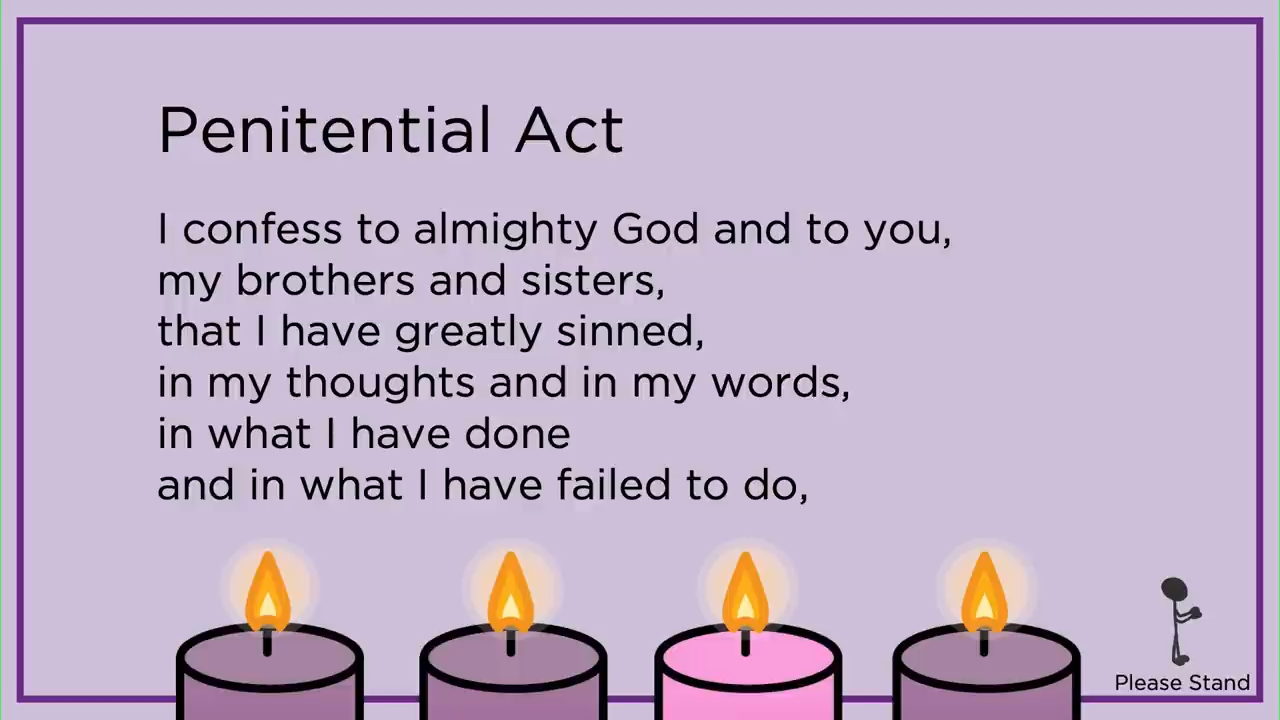 Penitential Act
I confess to almighty God and to you,
my brothers and sisters,
that I have greatly sinned,
in my thoughts and in my words,
in what I have done
and in what I have failed to do,
Please Stand